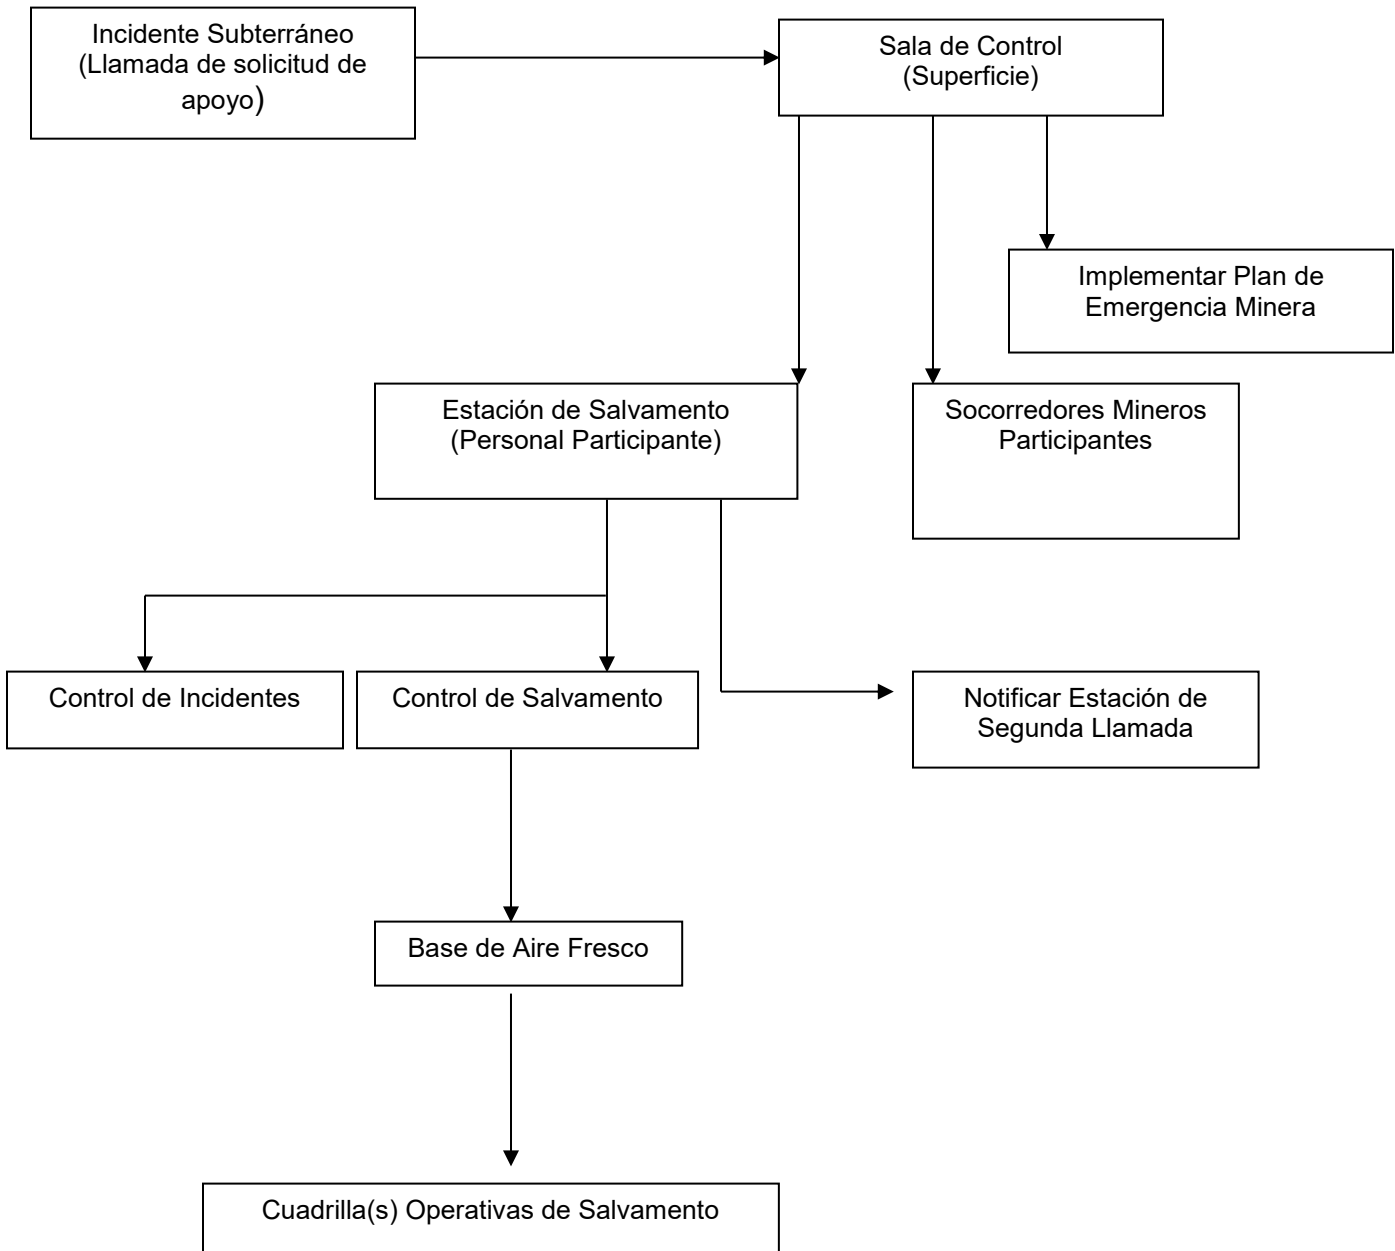 Incidente Subterráneo
(Llamada de solicitud de
apoyo)
Sala de Control
(Superficie)
Implementar Plan de
Emergencia Minera
Estación de Salvamento
(Personal Participante)
Socorredores Mineros
Participantes
Control de Incidentes
Control de Salvamento
Notificar Estación de
Segunda Llamada
Base de Aire Fresco
Cuadrilla(s) Operativas de Salvamento